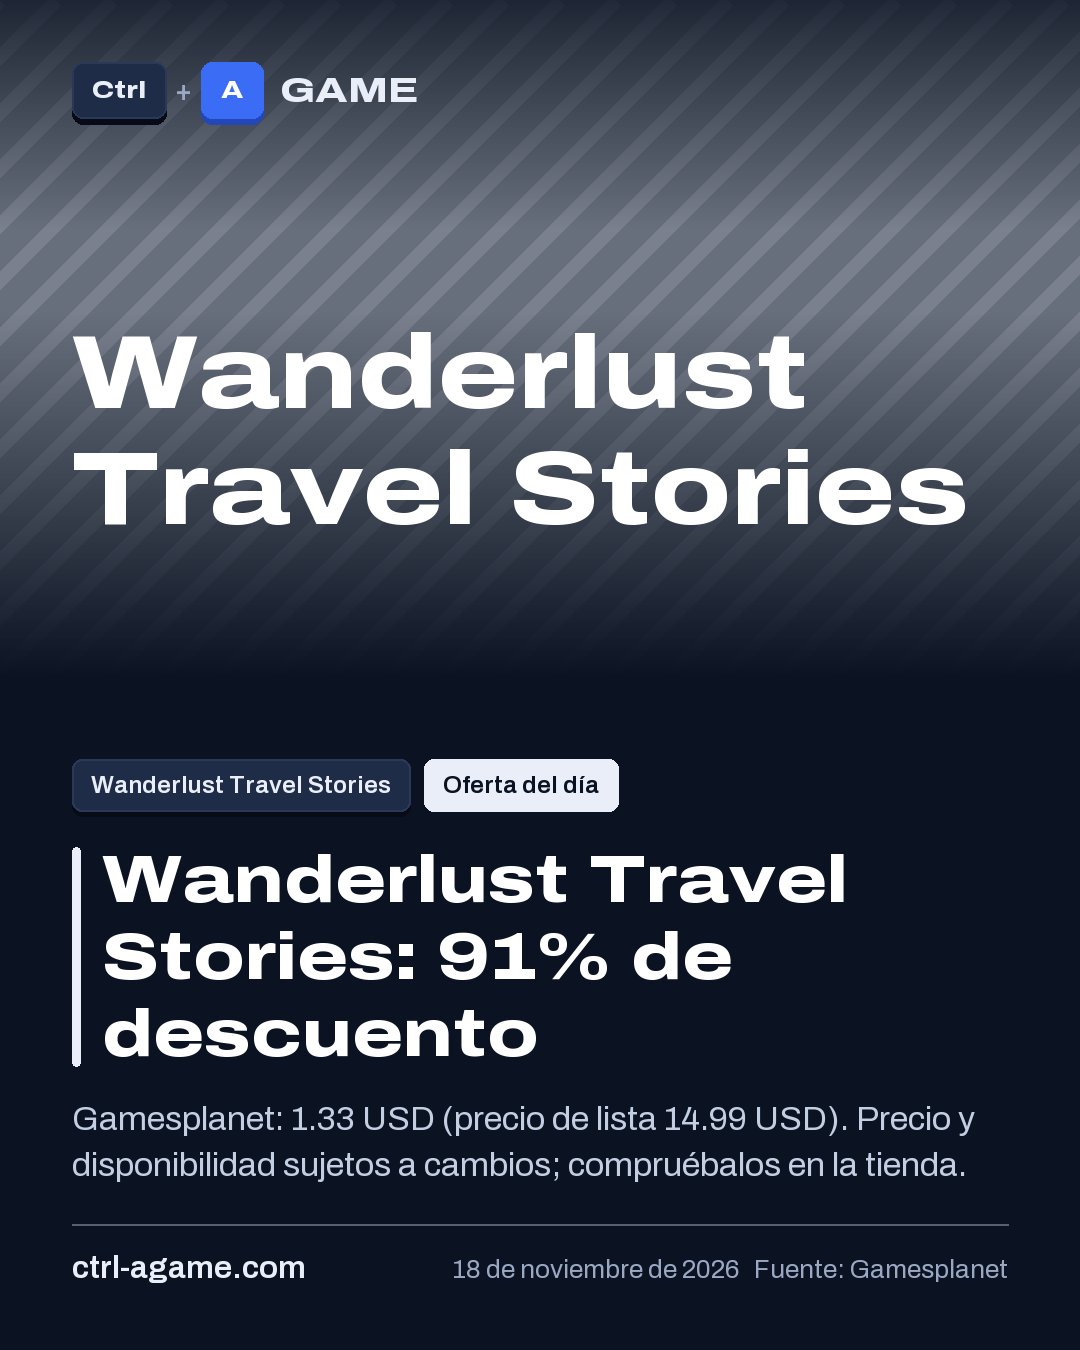 Ctrl + A GAME
Wanderlust
Travel Stories
Wanderlust Travel Stories Oferta del día
Wanderlust Travel
Stories: 91% de
descuento
Gamesplanet: 1.33 USD (precio de lista 14.99 USD). Precio y
disponibilidad sujetos a cambios; compruébalos en la tienda.
ctrl-agame.com 18 de noviembre de 2026 Fuente: Gamesplanet